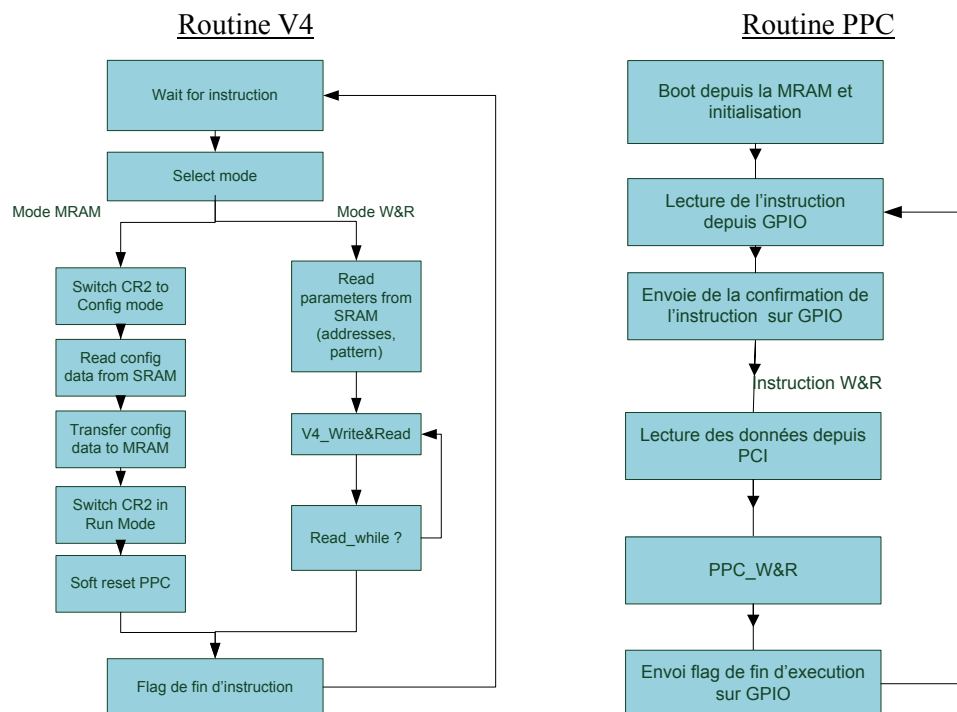 Routine V4
Wait for instruction
Select mode
Mode MRAM
Mode W&R
Switch CR2 to
Config mode
Read config
data from SRAM
Transfer config
data to MRAM
Switch CR2 in
Run Mode
Soft reset PPC
Read
parameters from
SRAM
(addresses,
pattern)
V4_Write&Read
Read_while ?
Flag de fin d’instruction
Routine PPC
Boot depuis la MRAM et
initialisation
Lecture de l’instruction
depuis GPIO
Envoie de la confirmation de
l’instruction sur GPIO
Instruction W&R
Lecture des données depuis
PCI
PPC_W&R
Envoi flag de fin d’execution
sur GPIO